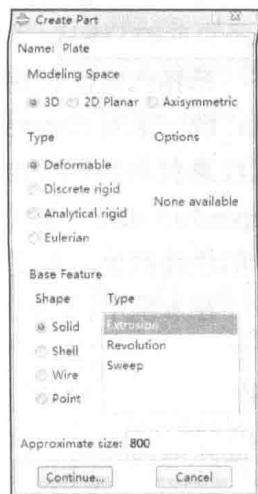 Create Part
Name: Plate
Modeling Space
3D 2D Planar Axisymmetric
Type Options
Deformable
Discrete rigid
Analytical rigid
Eulerian
None available
Base Feature
Shape Type
Solid
Shell
Wire
Point
Extrusion
Revolution
Sweep
Approximate size: 800
Continue... Cancel